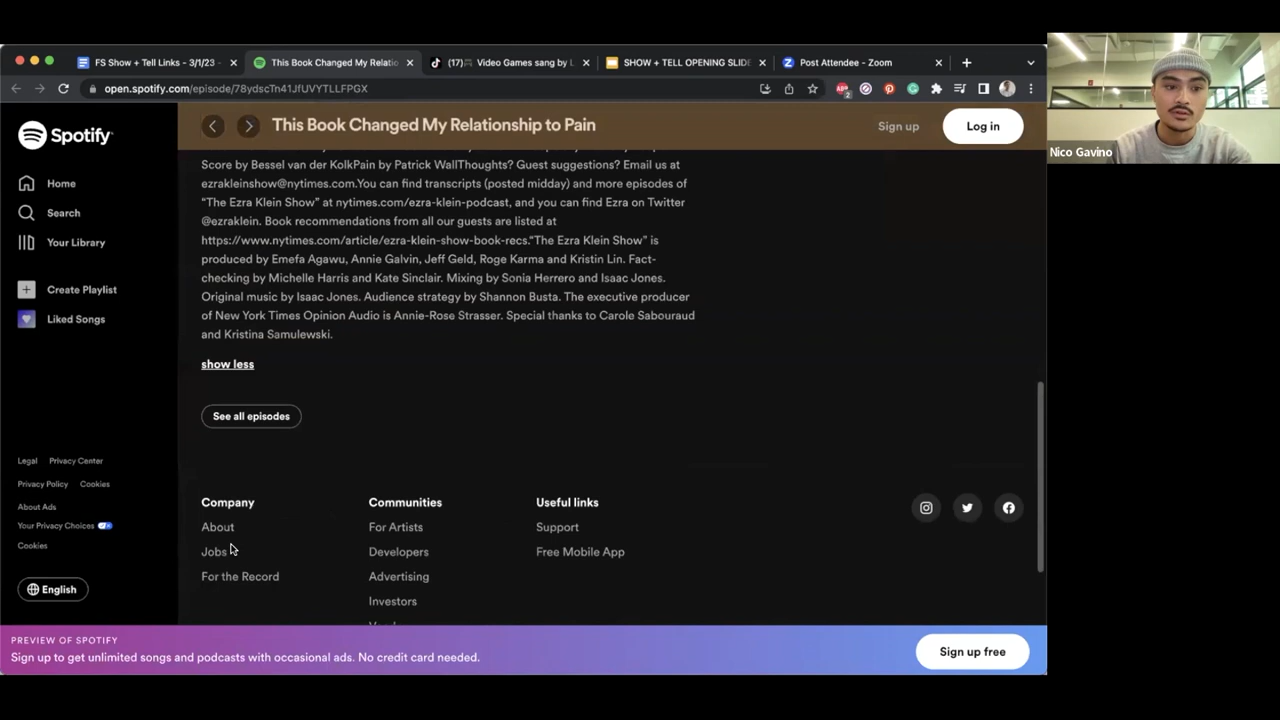 FS Show + Tell Links - 3/1/23
This Book Changed My Relatio
(17) Video Games sang by L
SHOW + TELL OPENING SLIDE
Post Attendee - Zoom
open.spotify.com/episode/78ydscTn41JfUVYTLLFPGX
Spotify
This Book Changed My Relationship to Pain
Sign up
Log in
Nico Gavino
Home
Search
Your Library
Create Playlist
Liked Songs
Legal Privacy Center
Privacy Policy Cookies
About Ads
Your Privacy Choices
Cookies
English
Score by Bessel van der KolkPain by Patrick WallThoughts? Guest suggestions? Email us at
ezrakleinshow@nytimes.com.You can find transcripts (posted midday) and more episodes of
“The Ezra Klein Show” at nytimes.com/ezra-klein-podcast, and you can find Ezra on Twitter
@ezraklein. Book recommendations from all our guests are listed at
https://www.nytimes.com/article/ezra-klein-show-book-recs.“The Ezra Klein Show” is
produced by Emefa Agawu, Annie Galvin, Jeff Geld, Roge Karma and Kristin Lin. Fact-
checking by Michelle Harris and Kate Sinclair. Mixing by Sonia Herrero and Isaac Jones.
Original music by Isaac Jones. Audience strategy by Shannon Busta. The executive producer
of New York Times Opinion Audio is Annie-Rose Strasser. Special thanks to Carole Sabouraud
and Kristina Samulewski.
show less
See all episodes
Company
About
Jobs
For the Record
Communities
For Artists
Developers
Advertising
Investors
Useful links
Support
Free Mobile App
PREVIEW OF SPOTIFY
Sign up to get unlimited songs and podcasts with occasional ads. No credit card needed.
Sign up free